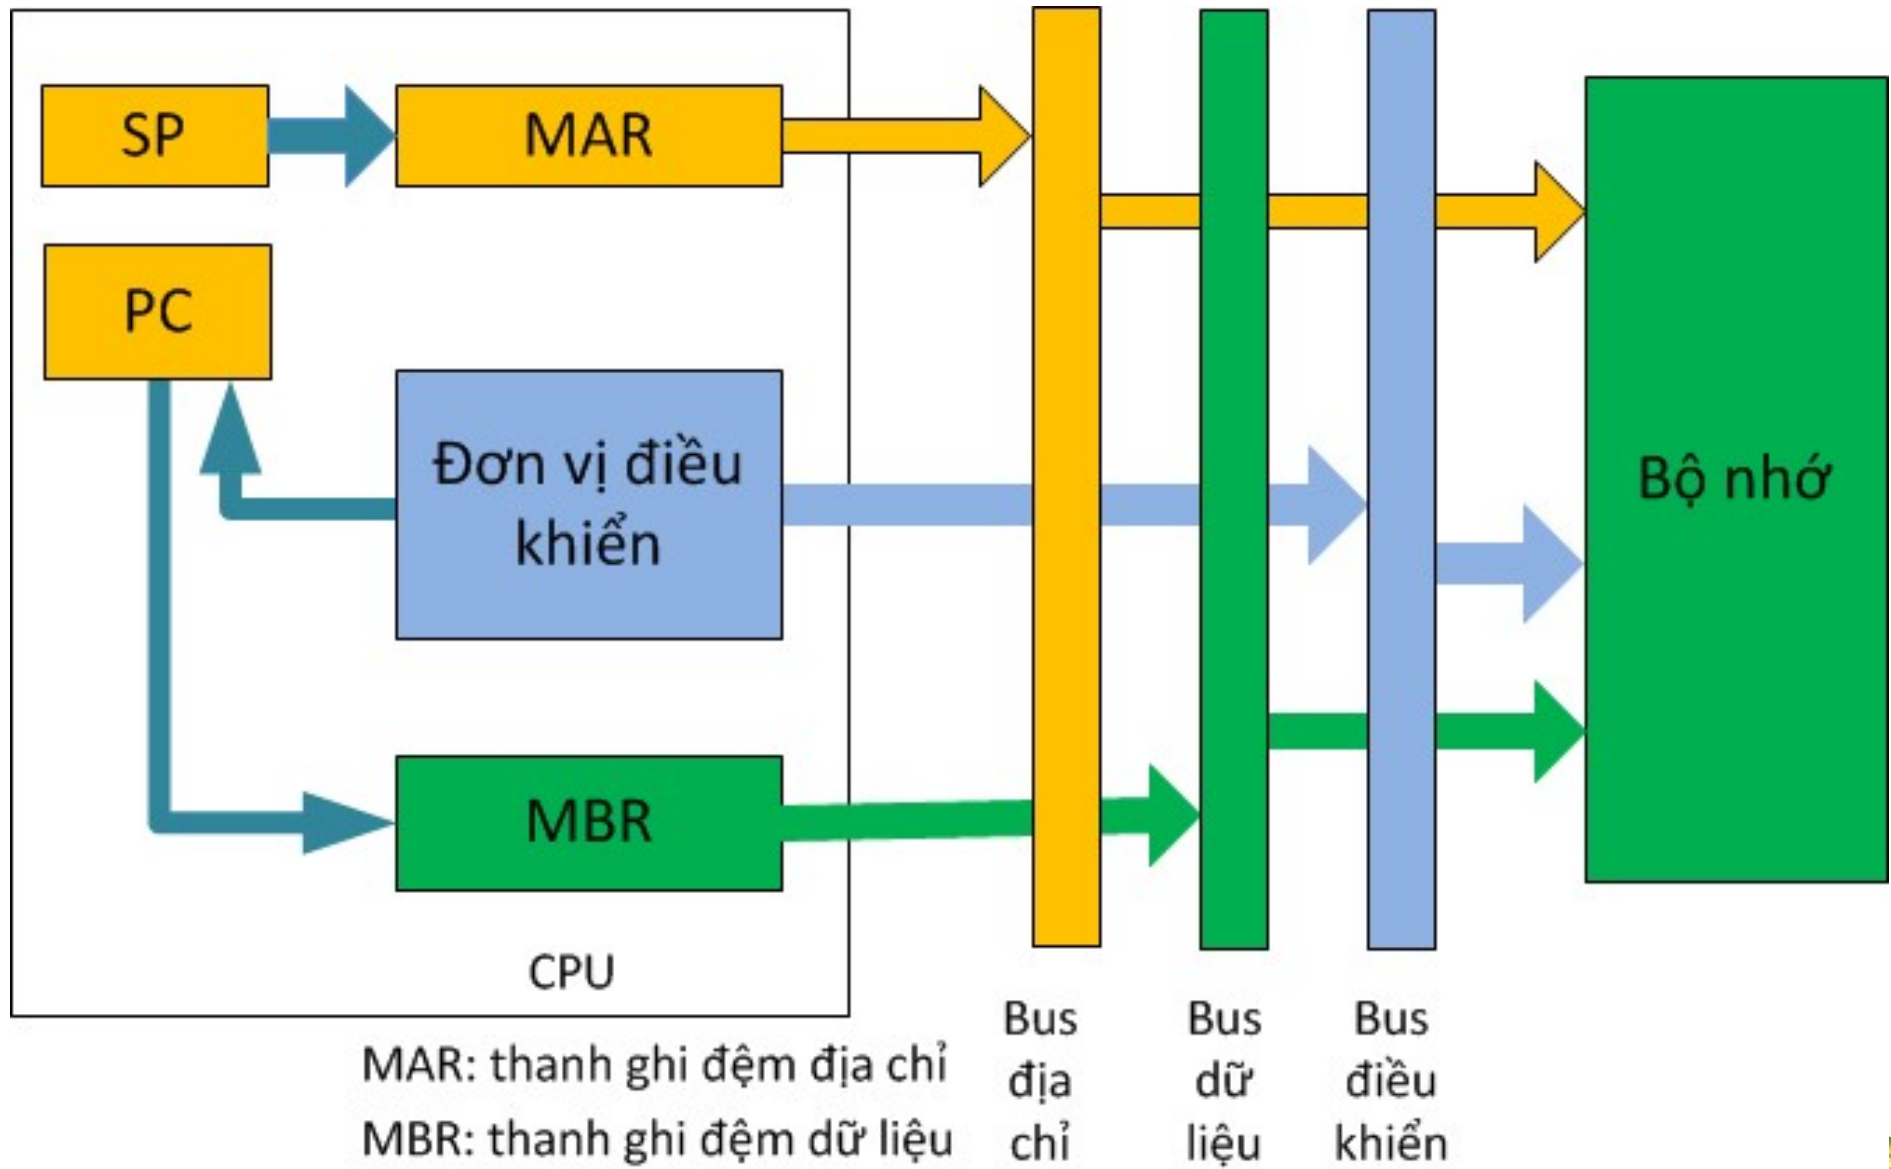 SP
MAR
PC
Đơn vị điều
khiển
Bộ nhớ
MBR
CPU
MAR: thanh ghi đệm địa chỉ
MBR: thanh ghi đệm dữ liệu
Bus
địa
chỉ
Bus
dữ
liệu
Bus
điều
khiển